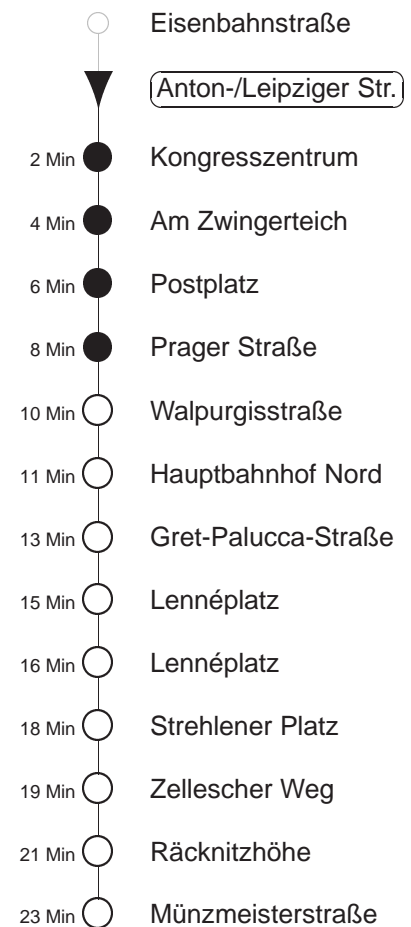 Eisenbahnstraße
Anton-/Leipziger Str.
2 Min Kongresszentrum
4 Min Am Zwingerteich
6 Min Postplatz
8 Min Prager Straße
10 Min Walpurgisstraße
11 Min Hauptbahnhof Nord
13 Min Gret-Palucca-Straße
15 Min Lennéplatz
16 Min Lennéplatz
18 Min Strehlener Platz
19 Min Zellescher Weg
21 Min Räcknitzhöhe
23 Min Münzmeisterstraße